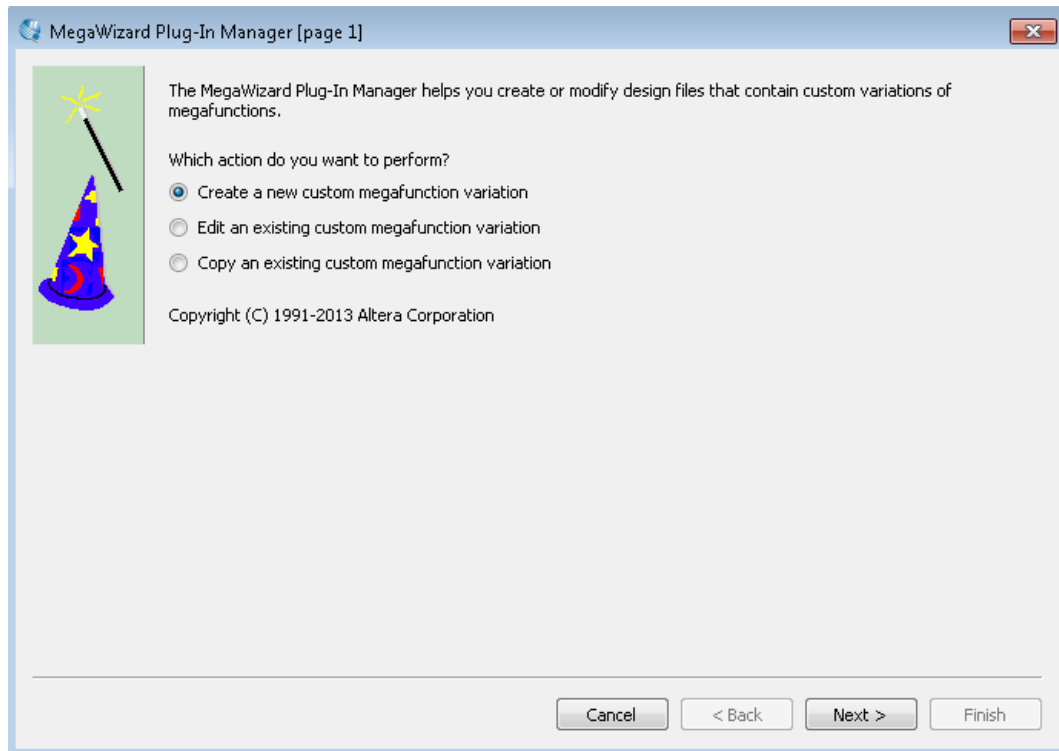 MegaWizard Plug-In Manager [page 1]
The MegaWizard Plug-In Manager helps you create or modify design files that contain custom variations of
megafunctions.
Which action do you want to perform?
Create a new custom megafunction variation
Edit an existing custom megafunction variation
Copy an existing custom megafunction variation
Copyright (C) 1991-2013 Altera Corporation
Cancel < Back Next > Finish